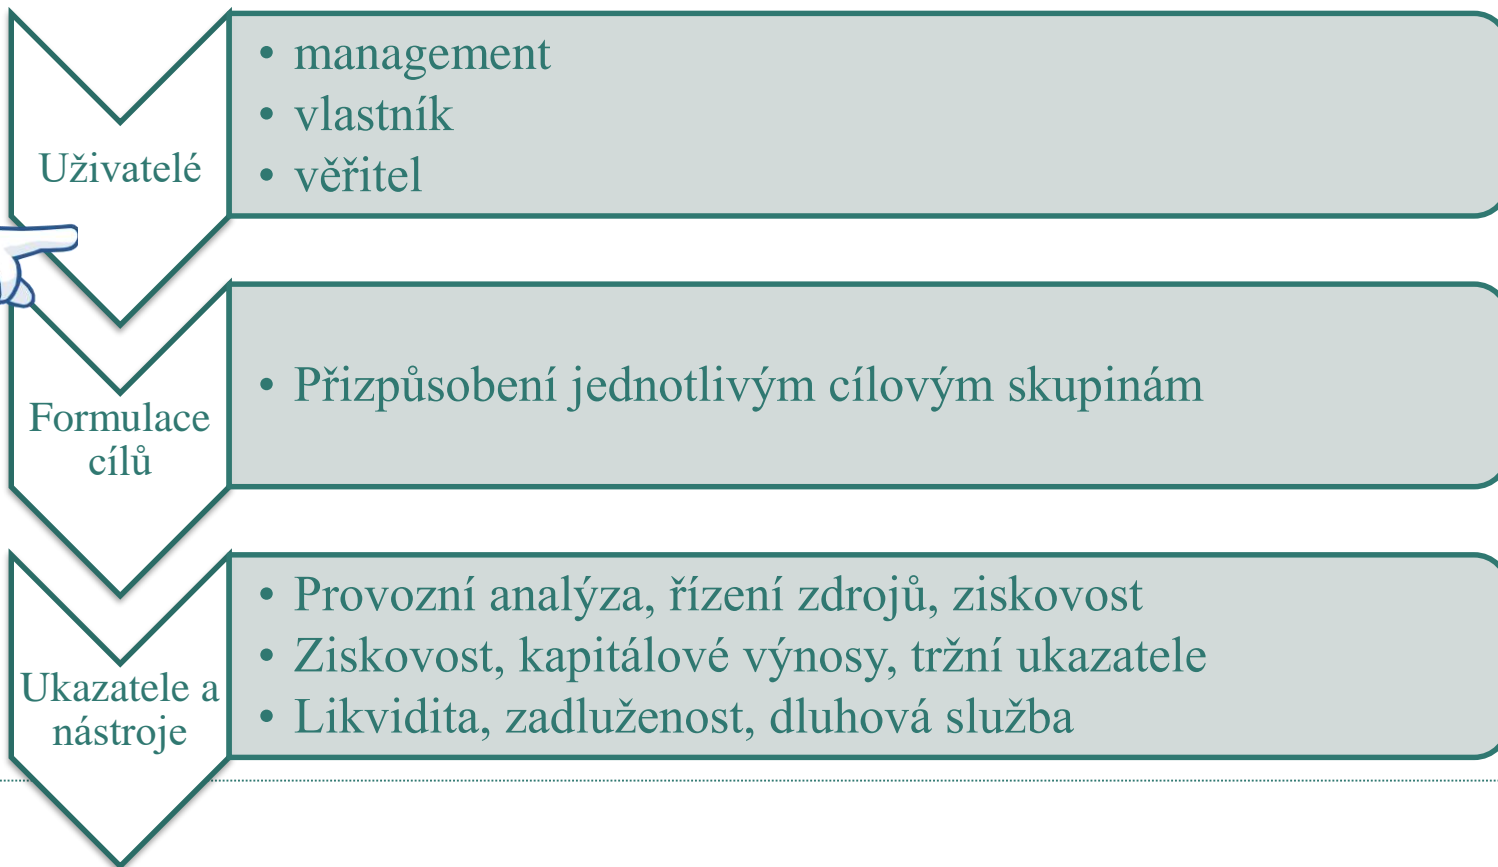 Uživatelé
• management
• vlastník
• věřitel
Formulace
cílů
• Přizpůsobení jednotlivým cílovým skupinám
Ukazatele a
nástroje
• Provozní analýza, řízení zdrojů, ziskovost
• Ziskovost, kapitálové výnosy, tržní ukazatele
• Likvidita, zadluženost, dluhová služba